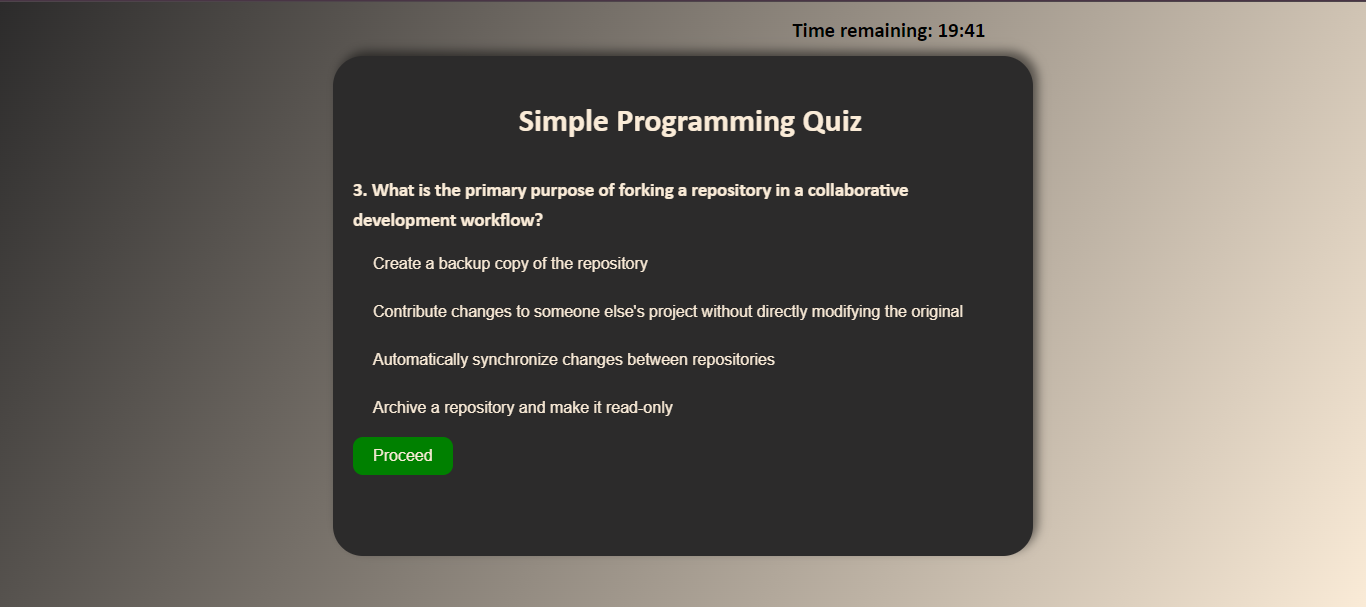 Time remaining: 19:41
Simple Programming Quiz
3. What is the primary purpose of forking a repository in a collaborative
development workflow?
Create a backup copy of the repository
Contribute changes to someone else's project without directly modifying the original
Automatically synchronize changes between repositories
Archive a repository and make it read-only
Proceed